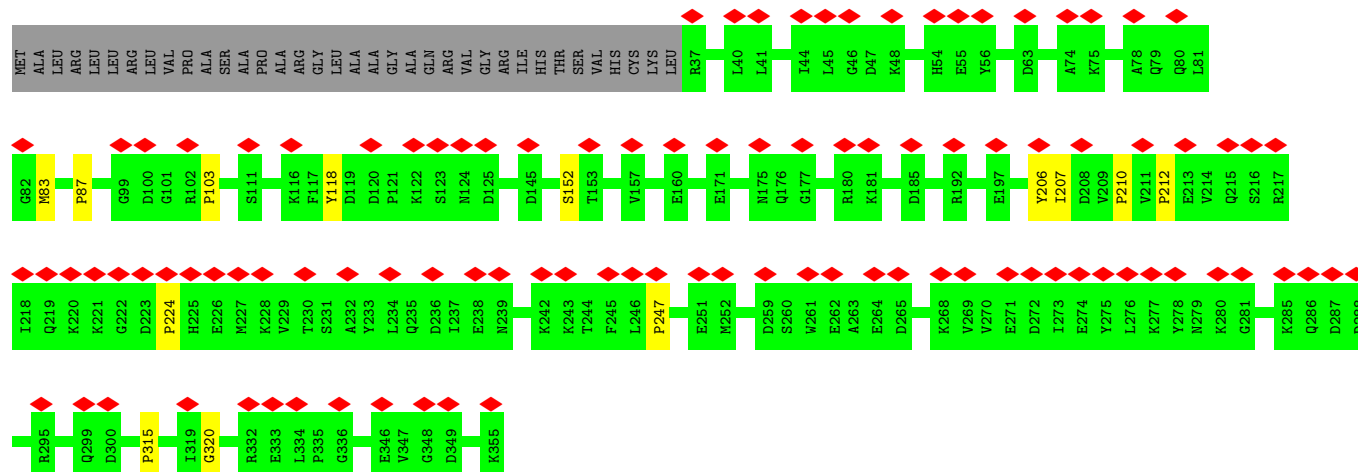 MET ALA LEU ARG LEU LEU ARG LEU VAL PRO ALA SER ALA PRO ALA ARG GLY LEU ALA ALA GLY ALA GLN ARG VAL GLY ARG ILE HIS THR SER VAL HIS CYS LYS LEU R37 L40 L41 I44 L45 G46 D47 K48 H54 E55 Y56 D63 A74 K75 A78 Q79 Q80 L81
G82 M83 P87 G99 D100 G101 R102 P103 S111 K116 F117 Y118 D119 D120 P121 K122 S123 N124 D125 D145 S152 T153 V157 E160 E171 N175 Q176 G177 R180 K181 D185 R192 E197 Y206 I207 D208 V209 P210 V211 P212 E213 V214 Q215 S216 R217
I218 Q219 K220 K221 G222 D223 P224 H225 E226 M227 K228 V229 T230 S231 A232 Y233 L234 Q235 D236 I237 E238 N239 K242 K243 T244 F245 L246 P247 E251 M252 D259 S260 W261 E262 A263 E264 D265 K268 V269 V270 E271 D272 I273 E274 Y275 L276 K277 Y278 N279 K280 G281 K285 Q286 D287
R295 Q299 D300 P315 I319 G320 R332 E333 L334 P335 G336 E346 V347 G348 D349 K355